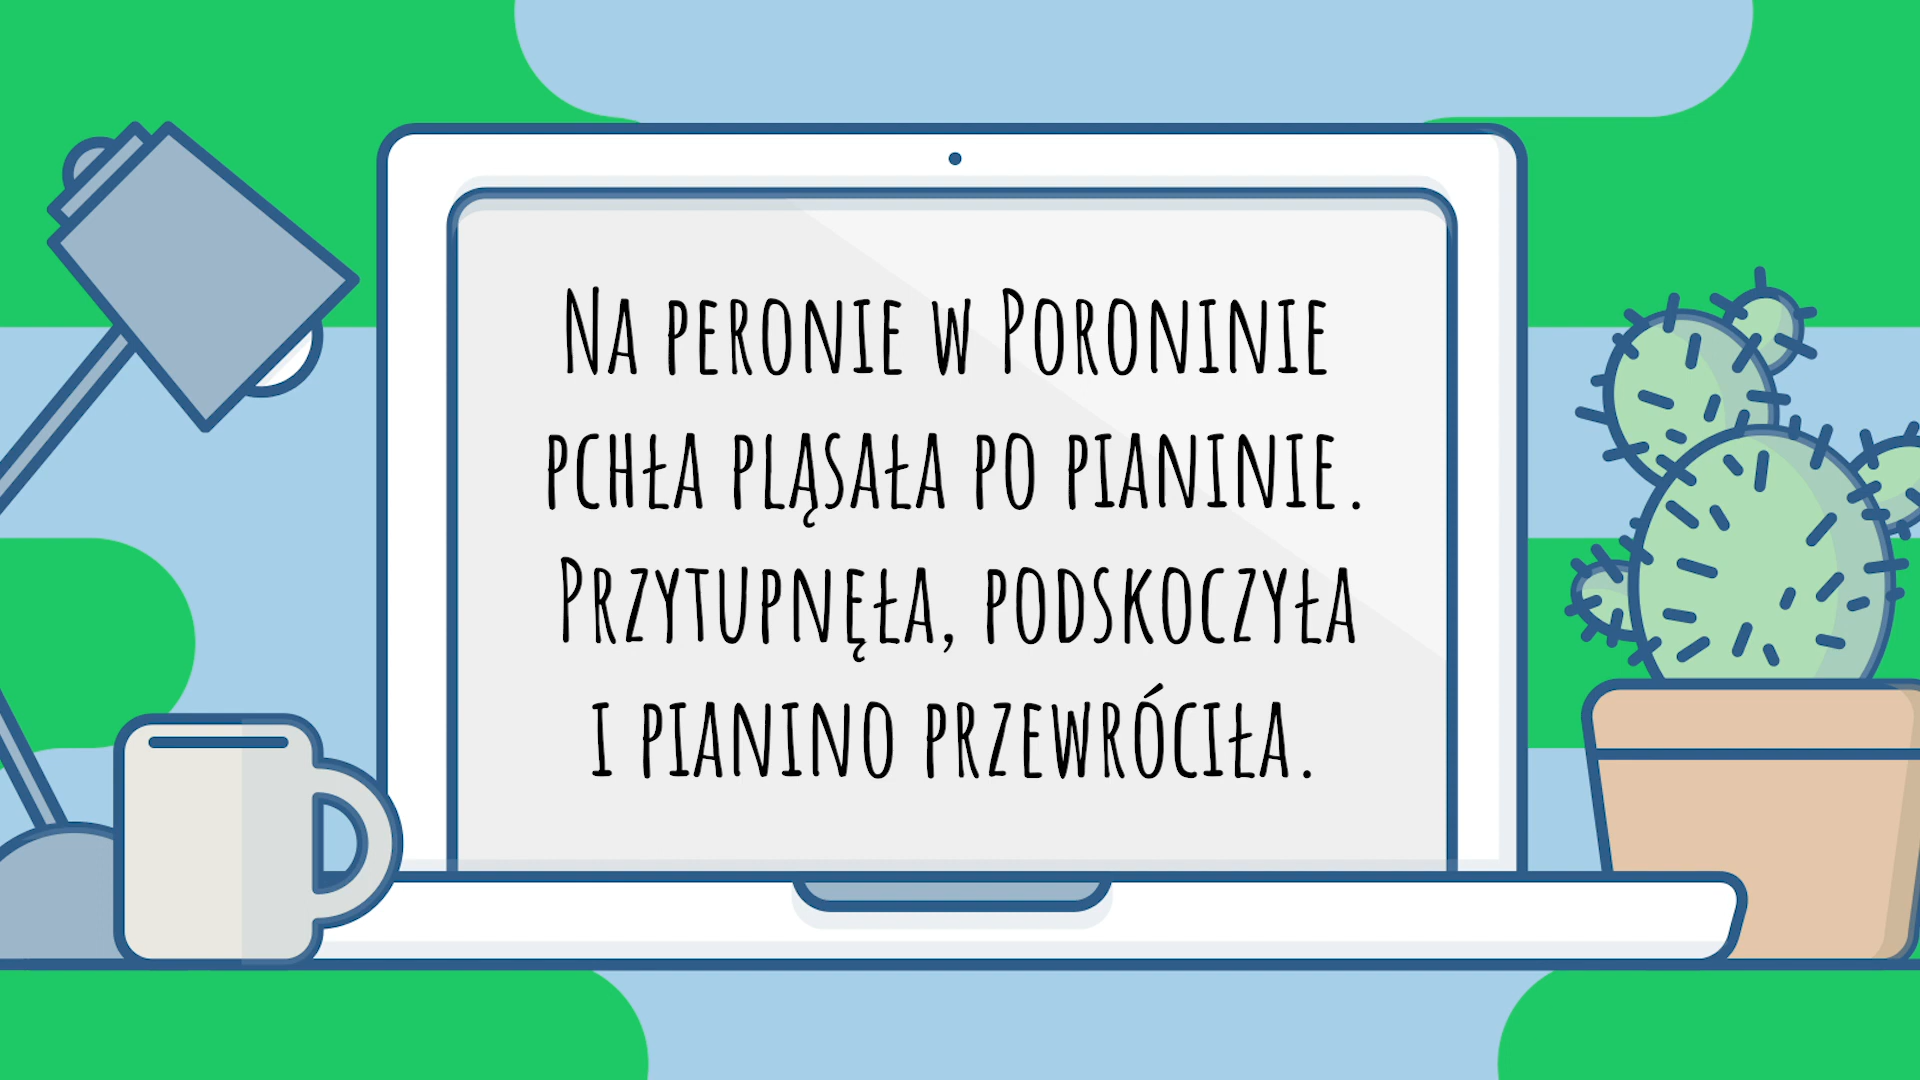 Na peronie w Poroninie
pchła pląsała po pianinie.
Przytupnęła, podskoczyła
i pianino przewróciła.